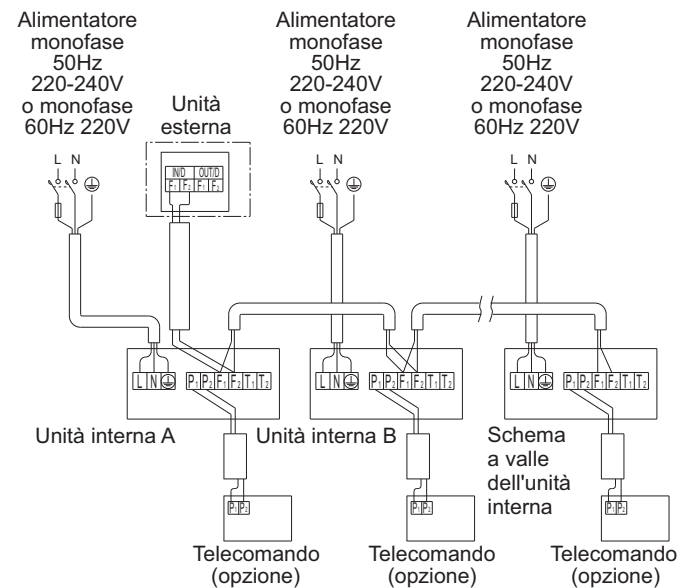 Alimentatore
monofase
50Hz
220-240V
o monofase
60Hz 220V
Alimentatore
monofase
50Hz
220-240V
o monofase
60Hz 220V
Alimentatore
monofase
50Hz
220-240V
o monofase
60Hz 220V
Unità
esterna
L N
IN/D OUT/D
F1 F2 F1 F2
L N
L N
L N
P1 P2 F1 F2 T1 T2
L N
P1 P2 F1 F2 T1 T2
L N
P1 P2 F1 F2 T1 T2
Unità interna A
Unità interna B
Schema
a valle
dell'unità
interna
P1 P2
P1 P2
P1 P2
Telecomando
(opzione)
Telecomando
(opzione)
Telecomando
(opzione)